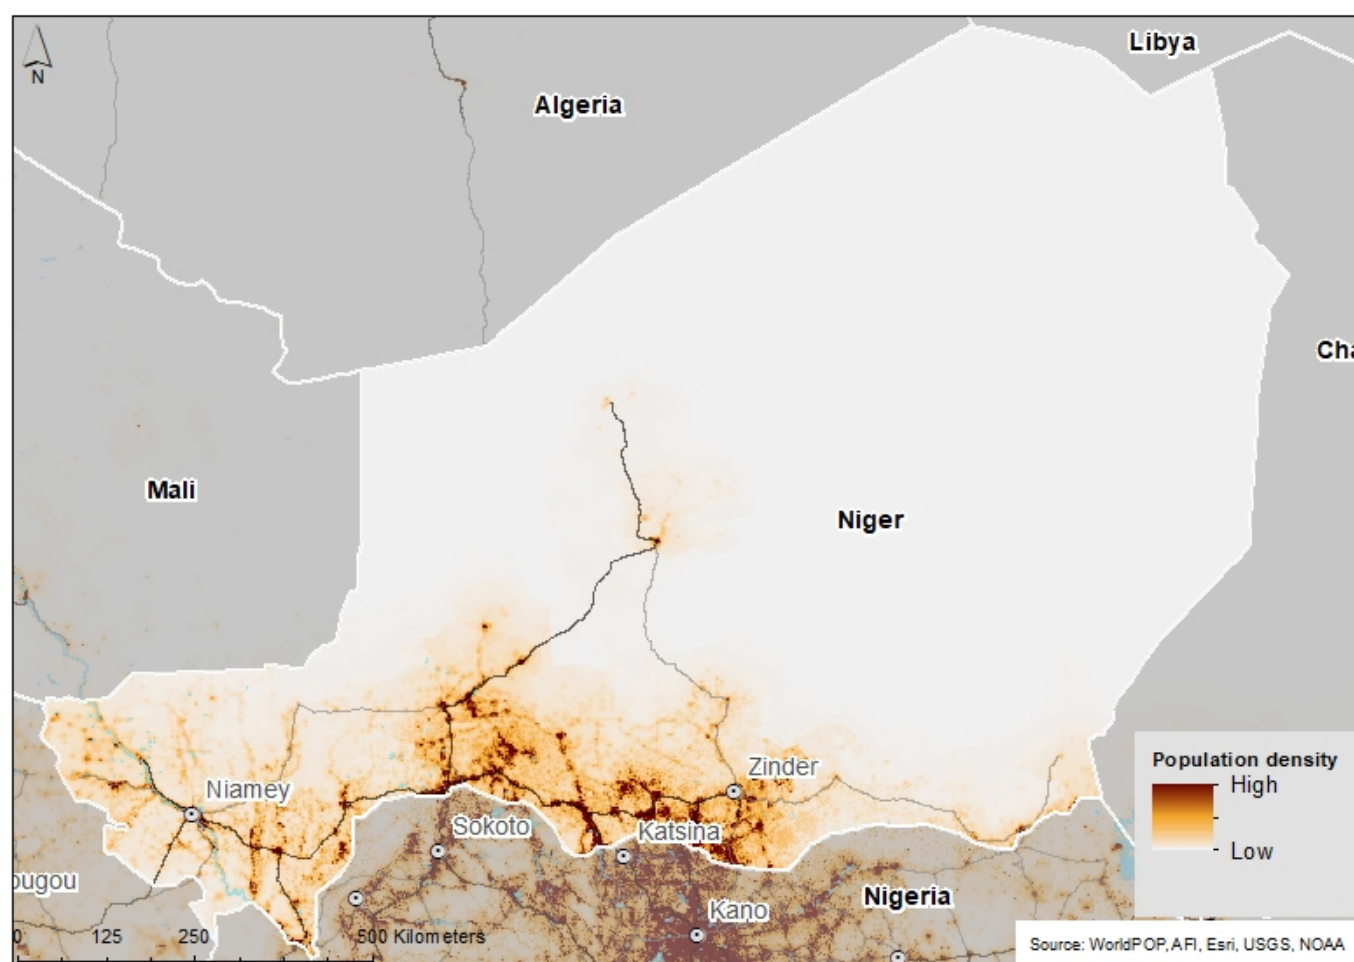 N
Libya
Algeria
Cha
Mali
Niger
Population density
High
Low
Zinder
Niamey
Sokoto
Katsina
ougou
Nigeria
Kano
0 125 250 500 Kilometers
Source: WorldPOP, AFI, Esri, USGS, NOAA